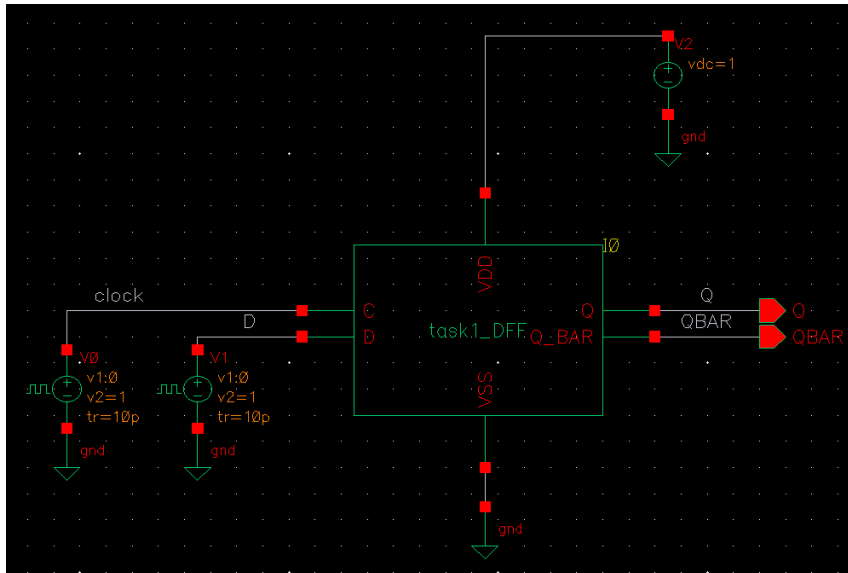 V2
vdc=1
gnd
I0
clock
VDD
C
Q
Q
Q
D
D
task1_DFF
Q_BAR
QBAR
QBAR
V0
v1:0
v2=1
tr=10p
gnd
V1
v1:0
v2=1
tr=10p
gnd
VSS
gnd